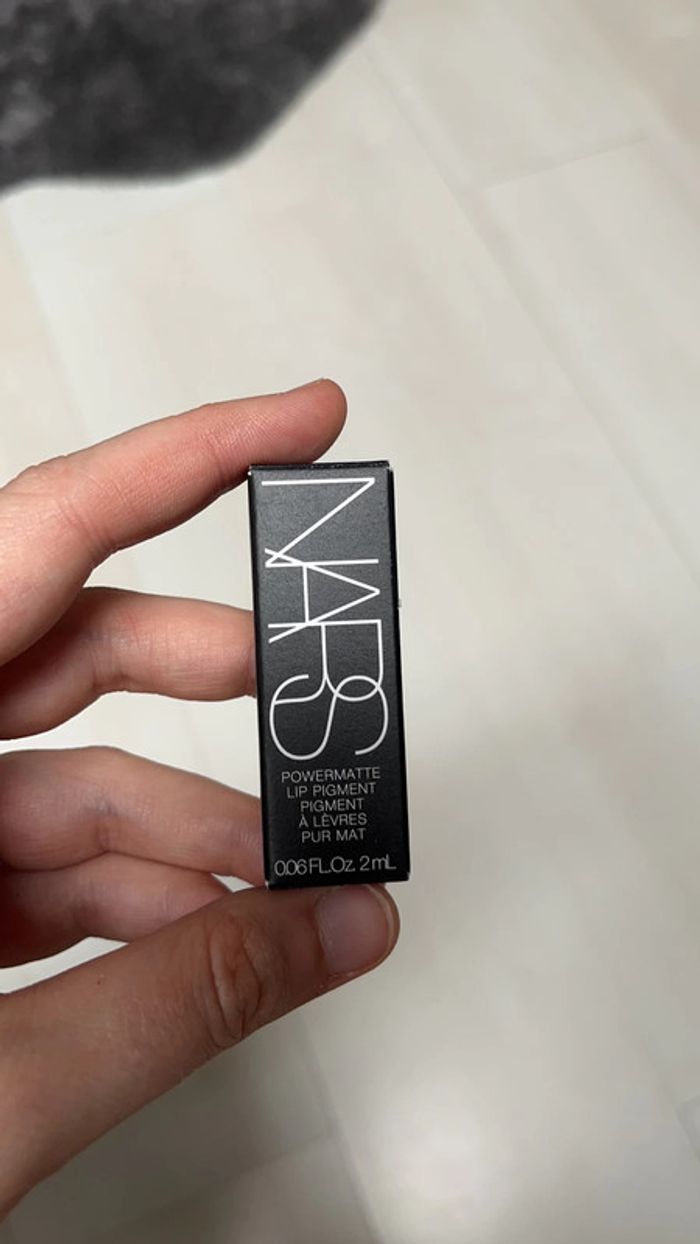 NARS
POWERMATTE
LIP PIGMENT
PIGMENT
À LÈVRES
PUR MAT
0.06 FL.Oz. 2 mL